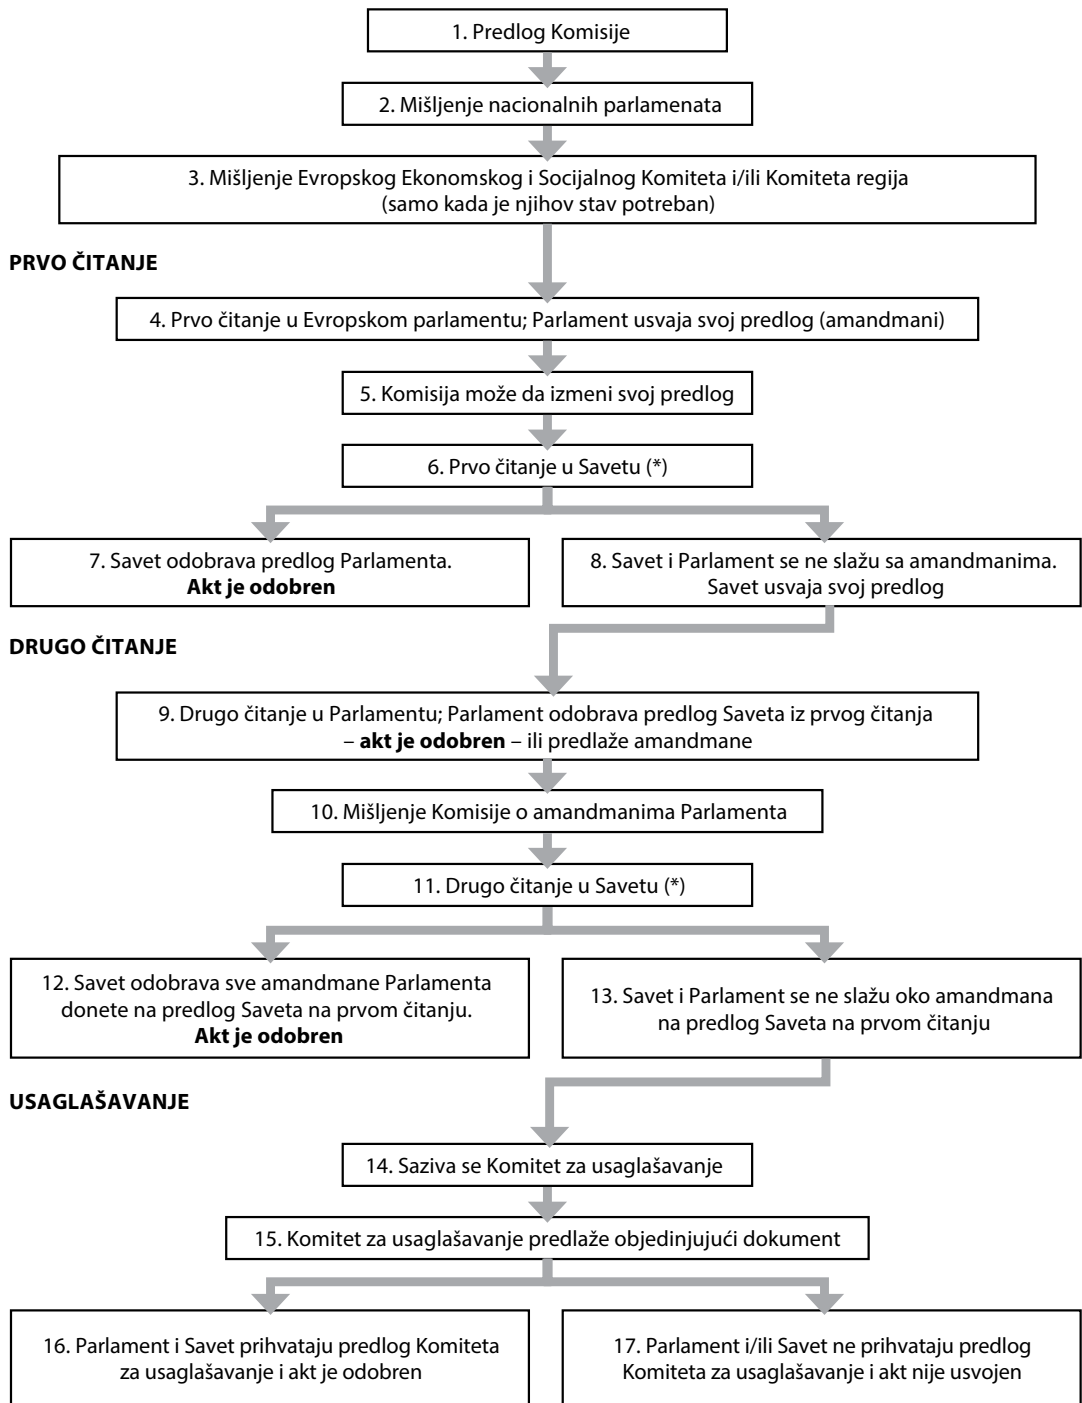 1. Predlog Komisije
2. Mišljenje nacionalnih parlamenata
3. Mišljenje Evropskog Ekonomskog i Socijalnog Komiteta i/ili Komiteta regija
(samo kada je njihov stav potreban)
PRVO ČITANJE
4. Prvo čitanje u Evropskom parlamentu; Parlament usvaja svoj predlog (amandmani)
5. Komisija može da izmeni svoj predlog
6. Prvo čitanje u Savetu (*)
7. Savet odobrava predlog Parlamenta.
Akt je odobren
8. Savet i Parlament se ne slažu sa amandmanima.
Savet usvaja svoj predlog
DRUGO ČITANJE
9. Drugo čitanje u Parlamentu; Parlament odobrava predlog Saveta iz prvog čitanja
– akt je odobren – ili predlaže amandmane
10. Mišljenje Komisije o amandmanima Parlamenta
11. Drugo čitanje u Savetu (*)
12. Savet odobrava sve amandmane Parlamenta
donete na predlog Saveta na prvom čitanju.
Akt je odobren
13. Savet i Parlament se ne slažu oko amandmana
na predlog Saveta na prvom čitanju
USAGLAŠAVANJE
14. Saziva se Komitet za usaglašavanje
15. Komitet za usaglašavanje predlaže objedinjujući dokument
16. Parlament i Savet prihvataju predlog Komiteta
za usaglašavanje i akt je odobren
17. Parlament i/ili Savet ne prihvataju predlog
Komiteta za usaglašavanje i akt nije usvojen